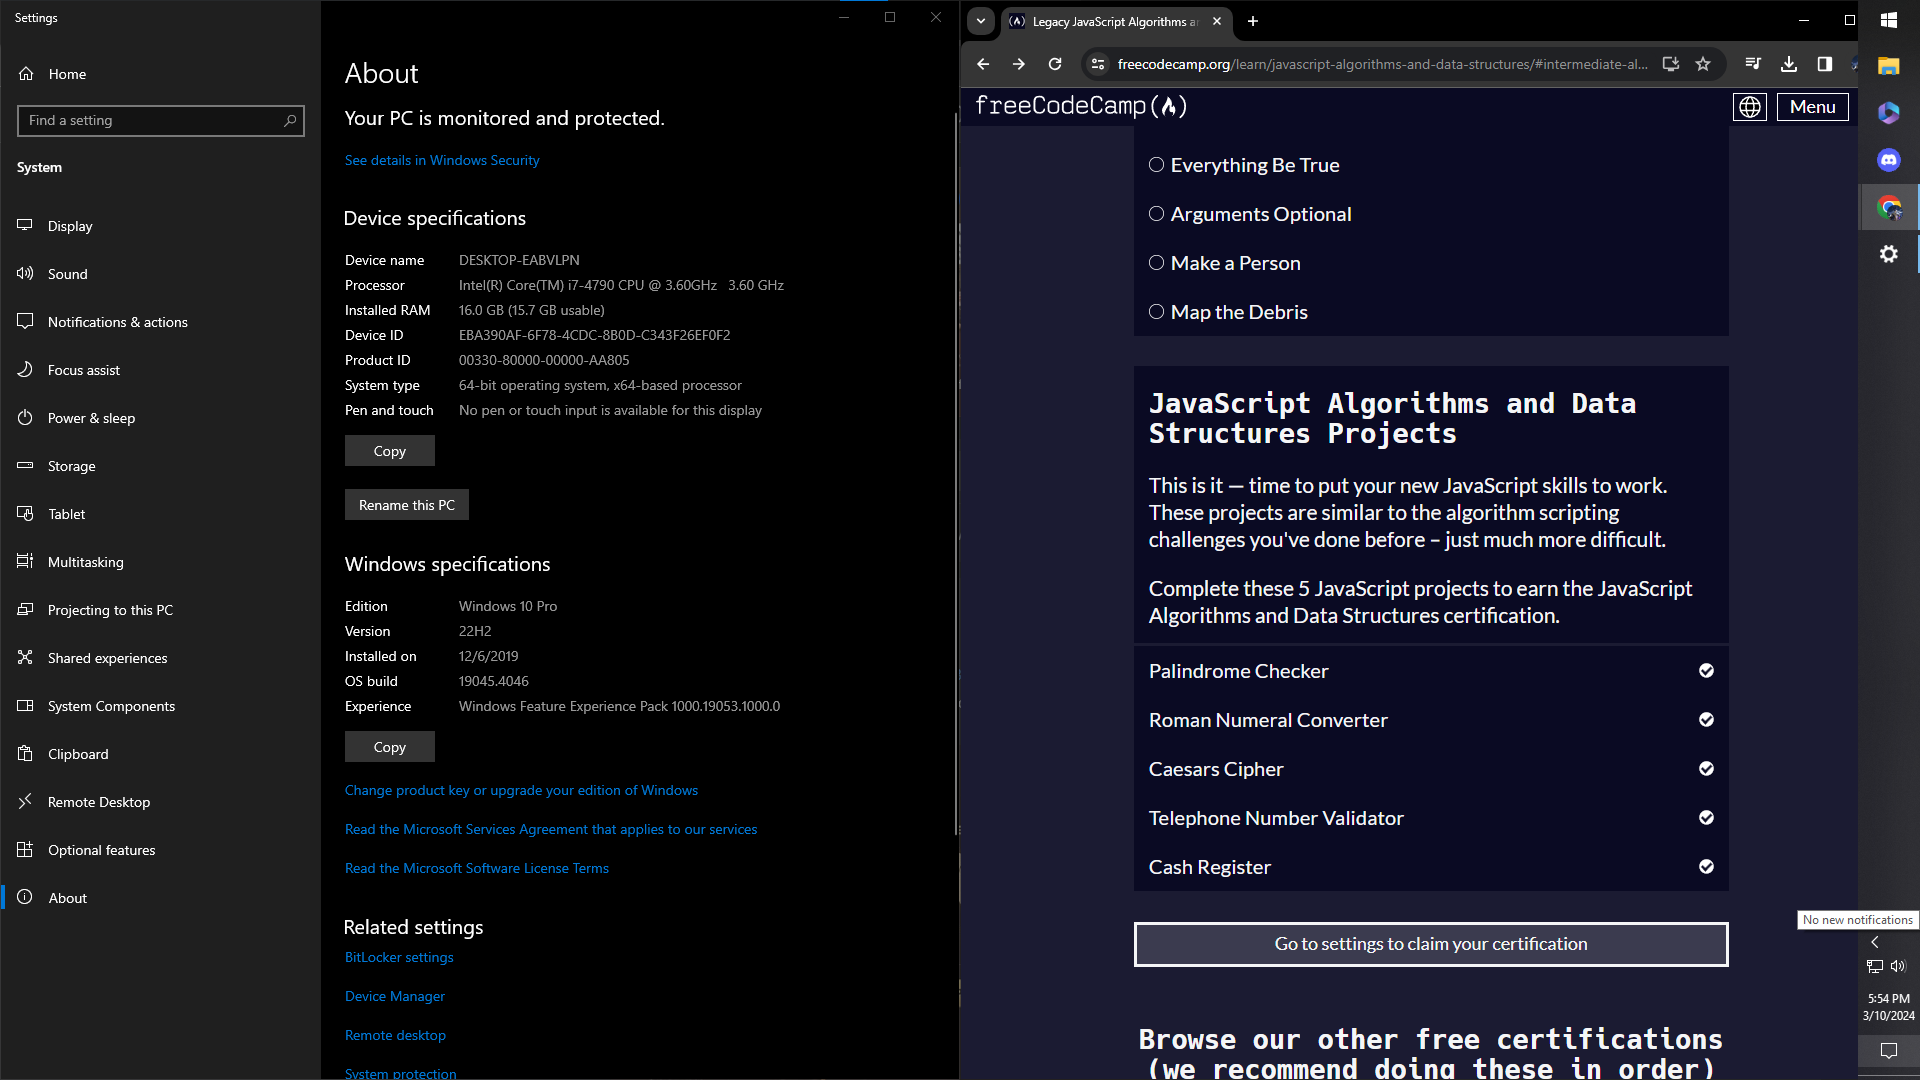 Settings
Home
Find a setting
System
Display
Sound
Notifications & actions
Focus assist
Power & sleep
Storage
Tablet
Multitasking
Projecting to this PC
Shared experiences
System Components
Clipboard
Remote Desktop
Optional features
About
About
Your PC is monitored and protected.
See details in Windows Security
Device specifications
Device name DESKTOP-EABVLPN
Processor Intel(R) Core(TM) i7-4790 CPU @ 3.60GHz 3.60 GHz
Installed RAM 16.0 GB (15.7 GB usable)
Device ID EBA390AF-6F78-4CDC-8B0D-C343F26EF0F2
Product ID 00330-80000-00000-AA805
System type 64-bit operating system, x64-based processor
Pen and touch No pen or touch input is available for this display
Copy
Rename this PC
Windows specifications
Edition Windows 10 Pro
Version 22H2
Installed on 12/6/2019
OS build 19045.4046
Experience Windows Feature Experience Pack 1000.19053.1000.0
Copy
Change product key or upgrade your edition of Windows
Read the Microsoft Services Agreement that applies to our services
Read the Microsoft Software License Terms
Related settings
BitLocker settings
Device Manager
Remote desktop
System protection
Legacy JavaScript Algorithms a
freecodecamp.org/learn/javascript-algorithms-and-data-structures/#intermediate-al...
freeCodeCamp
Menu
Everything Be True
Arguments Optional
Make a Person
Map the Debris
JavaScript Algorithms and Data
Structures Projects
This is it — time to put your new JavaScript skills to work.
These projects are similar to the algorithm scripting
challenges you've done before – just much more difficult.
Complete these 5 JavaScript projects to earn the JavaScript
Algorithms and Data Structures certification.
Palindrome Checker
Roman Numeral Converter
Caesars Cipher
Telephone Number Validator
Cash Register
Go to settings to claim your certification
Browse our other free certifications
(we recommend doing these in order)
No new notifications
5:54 PM
3/10/2024